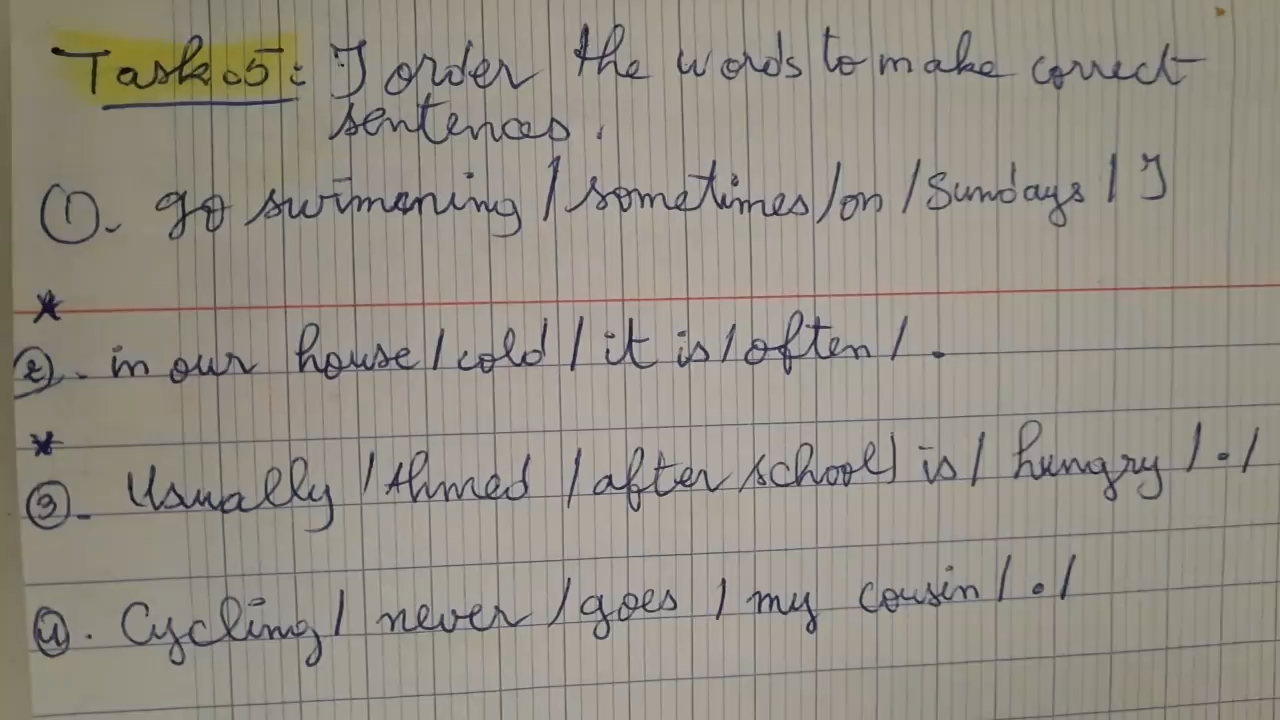 Task.5: I order the words to make correct
sentences.
①. go swimming / sometimes / on / Sundays / I
*
②. in our house / cold / it is / often / .
*
③. Usually / Ahmed / after school / is / hungry / . /
④. Cycling / never / goes / my cousin / . /